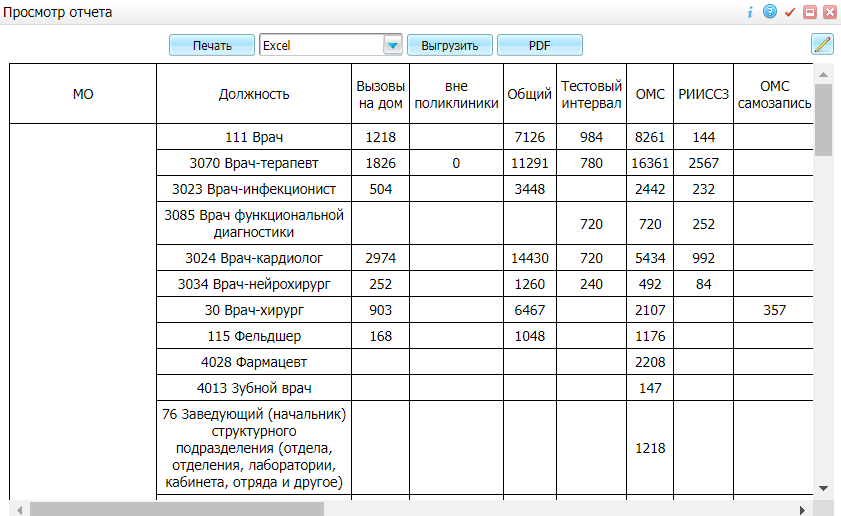 Просмотр отчета
Печать Excel Выгрузить PDF
МО Должность Вызовы на дом вне поликлиники Общий Тестовый интервал ОМС РИИССЗ ОМС самозапись
111 Врач 1218 7126 984 8261 144
3070 Врач-терапевт 1826 0 11291 780 16361 2567
3023 Врач-инфекционист 504 3448 2442 232
3085 Врач функциональной
диагностики 720 720 252
3024 Врач-кардиолог 2974 14430 720 5434 992
3034 Врач-нейрохирург 252 1260 240 492 84
30 Врач-хирург 903 6467 2107 357
115 Фельдшер 168 1048 1176
4028 Фармацевт 2208
4013 Зубной врач 147
76 Заведующий (начальник)
структурного
подразделения (отдела,
отделения, лаборатории,
кабинета, отряда и другое) 1218